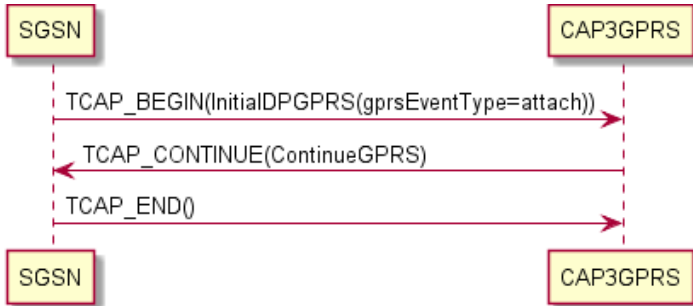 SGSN
CAP3GPRS
TCAP_BEGIN(InitialDPGPRS(gprsEventType=attach))
TCAP_CONTINUE(ContinueGPRS)
TCAP_END()
SGSN
CAP3GPRS